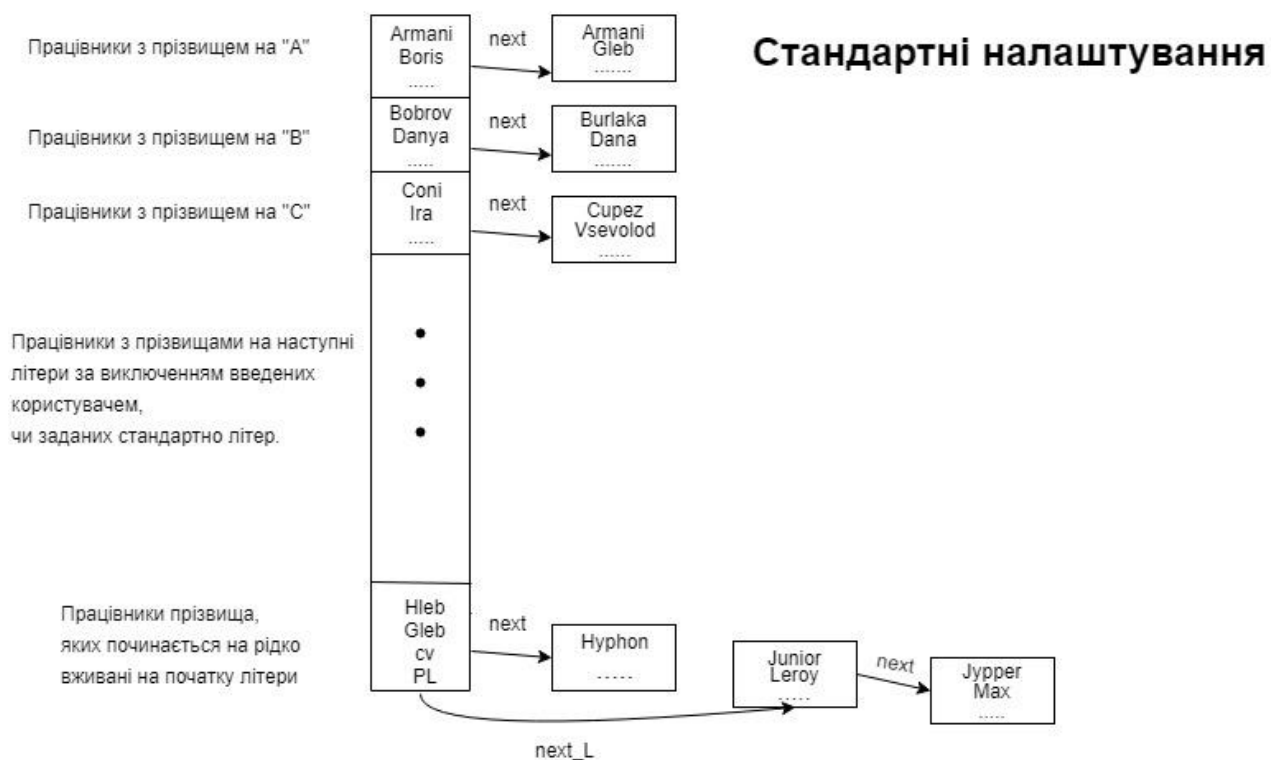 Стандартні налаштування
Працівники з прізвищем на "A"
Armani
Boris
.....
next
Armani
Gleb
.......
Працівники з прізвищем на "B"
Bobrov
Danya
.....
next
Burlaka
Dana
.......
Працівники з прізвищем на "C"
Coni
Ira
.....
next
Cupez
Vsevolod
......
Працівники з прізвищами на наступні
літери за виключенням введених
користувачем,
чи заданих стандартно літер.
Працівники прізвища,
яких починається на рідко
вживані на початку літери
Hleb
Gleb
cv
PL
next
Hyphon
.....
Junior
Leroy
.....
next
Jypper
Max
.....
next_L